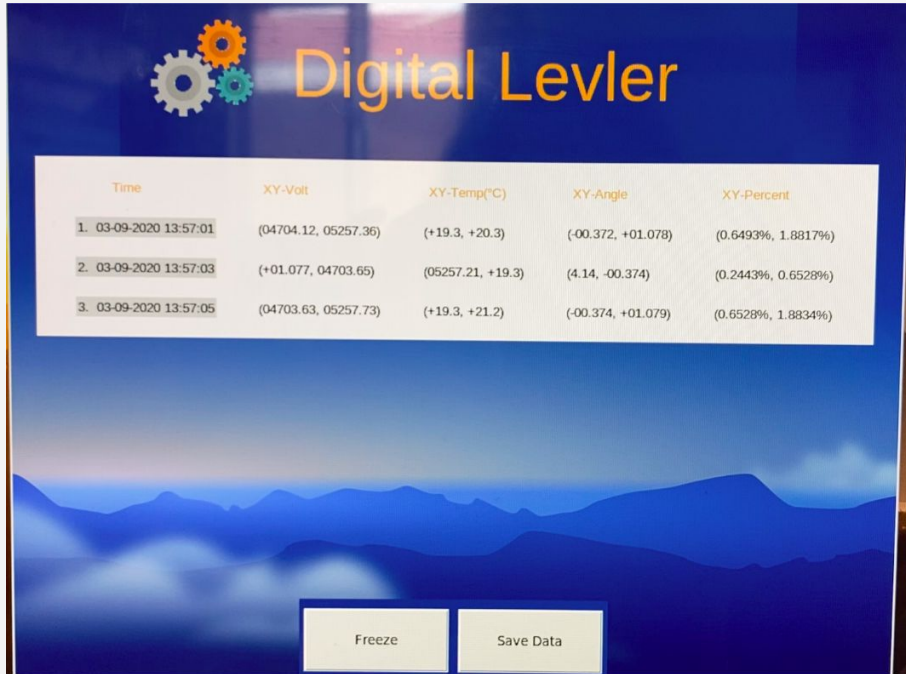 Digital Levler
Time XY-Volt XY-Temp(°C) XY-Angle XY-Percent
1. 03-09-2020 13:57:01 (04704.12, 05257.36) (+19.3, +20.3) (-00.372, +01.078) (0.6493%, 1.8817%)
2. 03-09-2020 13:57:03 (+01.077, 04703.65) (05257.21, +19.3) (4.14, -00.374) (0.2443%, 0.6528%)
3. 03-09-2020 13:57:05 (04703.63, 05257.73) (+19.3, +21.2) (-00.374, +01.079) (0.6528%, 1.8834%)
Freeze Save Data